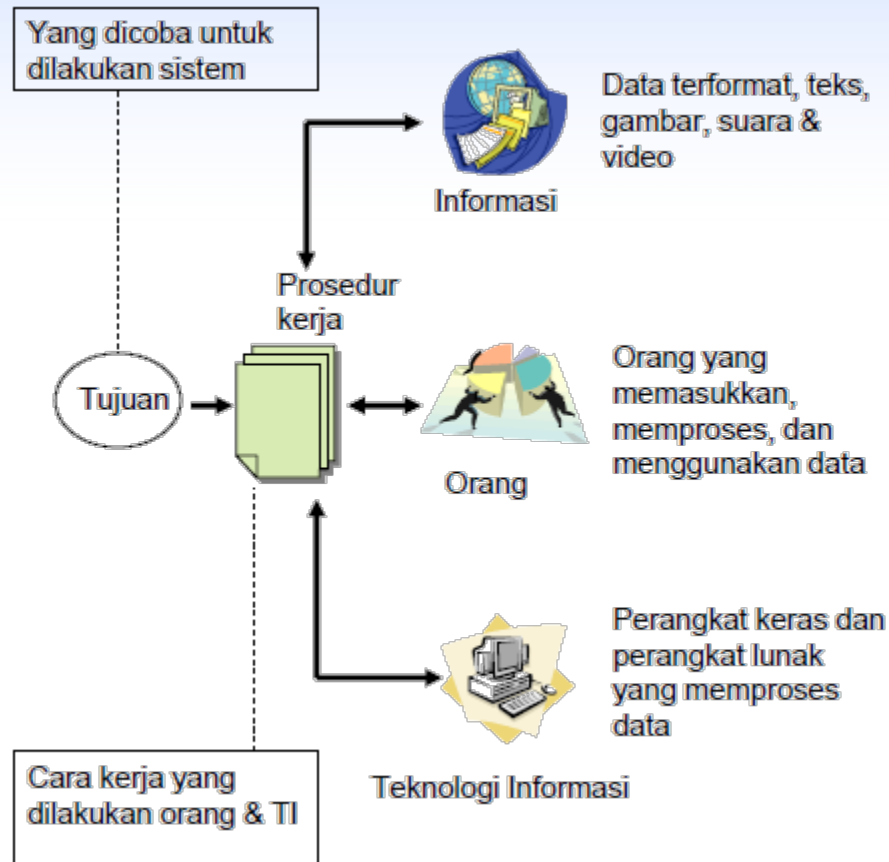 Yang dicoba untuk
dilakukan sistem
Data terformat, teks,
gambar, suara &
video
Informasi
Prosedur
kerja
Tujuan
Orang yang
memasukkan,
memproses, dan
menggunakan data
Orang
Perangkat keras dan
perangkat lunak
yang memproses
data
Teknologi Informasi
Cara kerja yang
dilakukan orang & TI